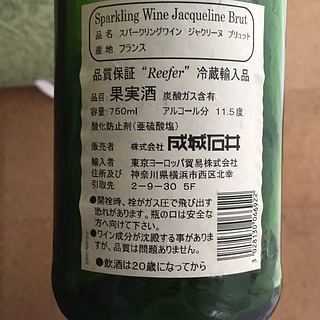 Sparkling Wine Jacqueline Brut
品名 スパークリングワイン ジャクリーヌ ブリュット
産地 フランス
品質保証 “Reefer” 冷蔵輸入品
品目 果実酒 炭酸ガス含有
容量:750ml アルコール分 11.5度
酸化防止剤(亜硫酸塩)
販売者: 株式会社 成城石井
輸入者: 東京ヨーロッパ貿易株式会社
住所及び 神奈川県横浜市西区北幸
引取先 2-9-30 5F
●開栓時、栓がガス圧で飛び出す
恐れがあります。瓶の口は安全な
方へ向けて下さい。
●ワイン成分が沈殿する事がありま
すが、品質は問題ありません。
●飲酒は20歳になってから
3 028130 066922